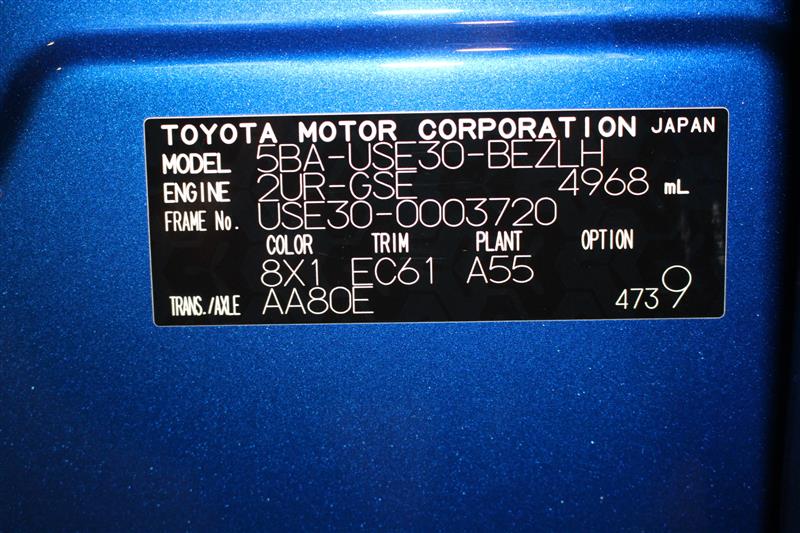 TOYOTA MOTOR CORPORATION JAPAN
MODEL 5BA-USE30-BEZLH
ENGINE 2UR-GSE 4968 mL
FRAME No. USE30-0003720
COLOR TRIM PLANT OPTION
8X1 EC61 A55
TRANS./AXLE AA80E 4739